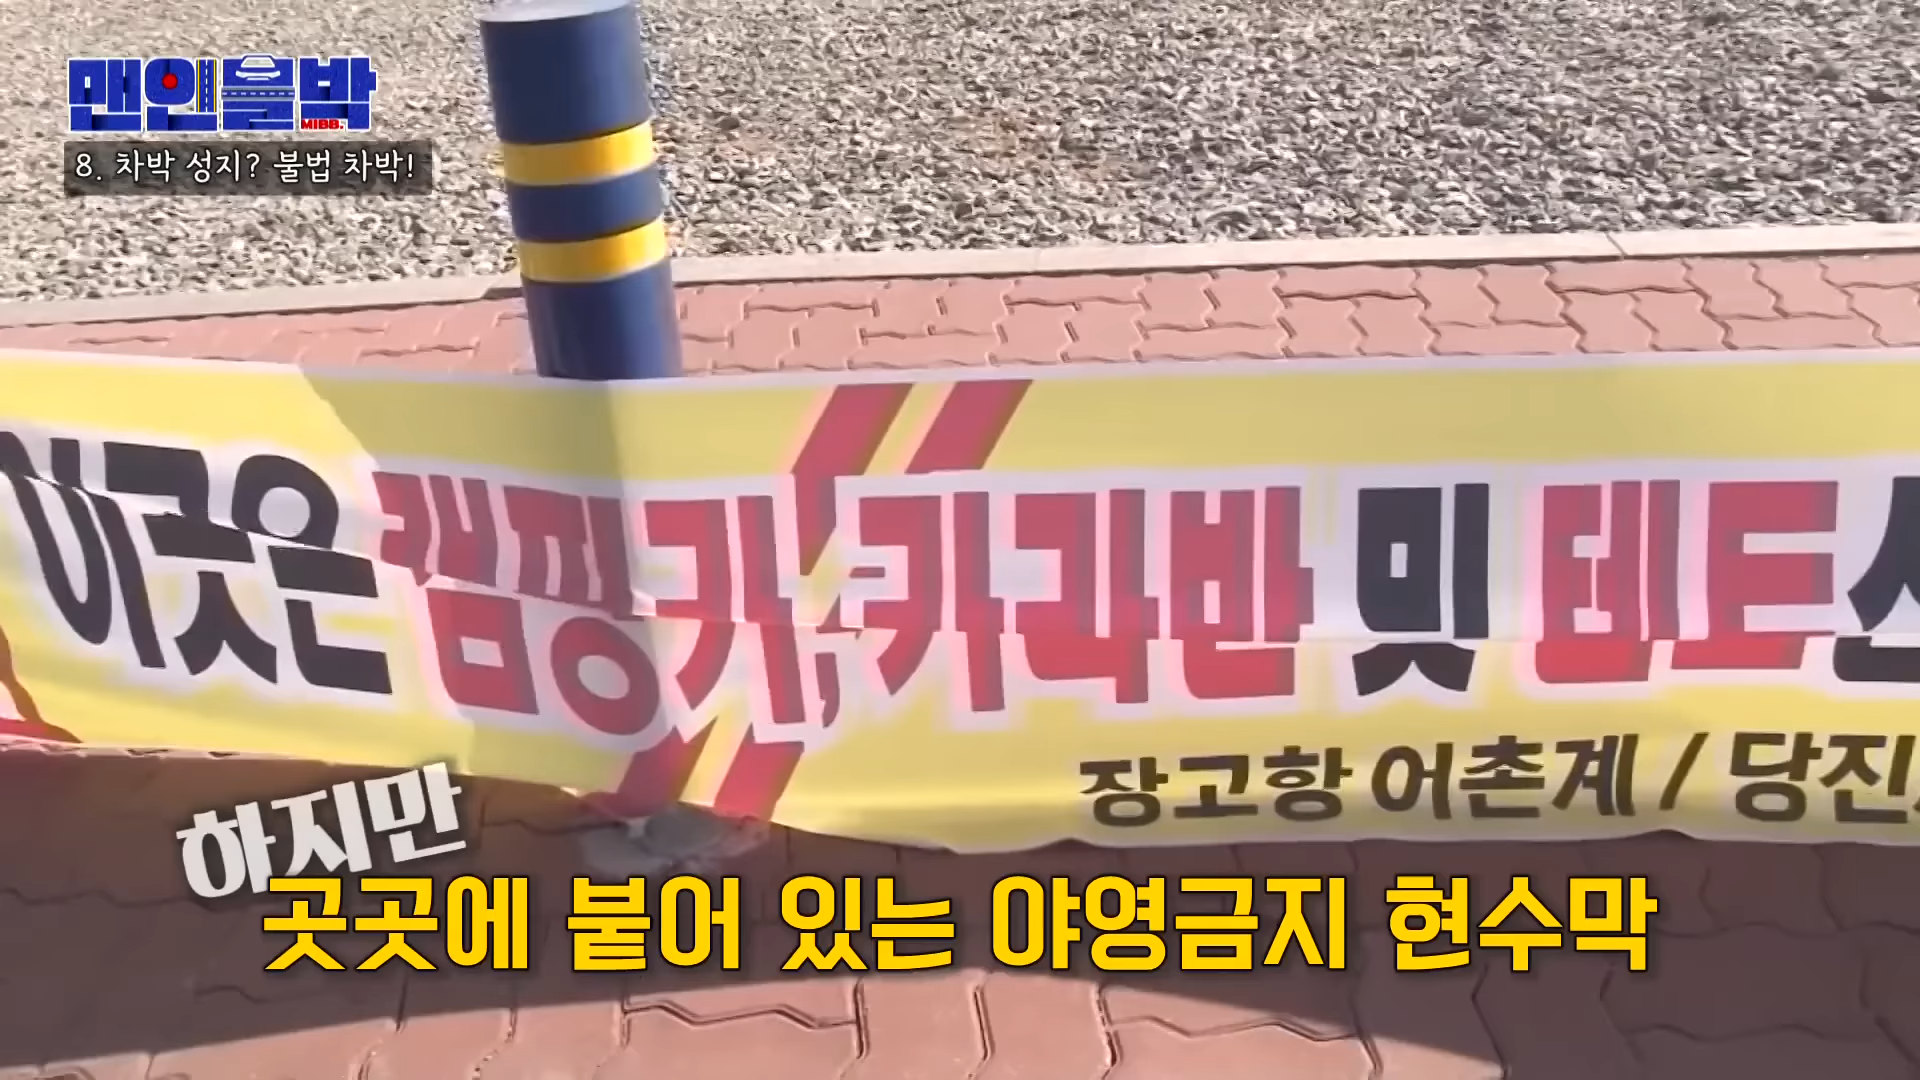 맨인을박
MIBB.
8. 차박 성지? 불법 차박!
이곳은 캠핑카, 카라반 및 텐트
장고항 어촌계 / 당진
하지만
곳곳에 붙어 있는 야영금지 현수막